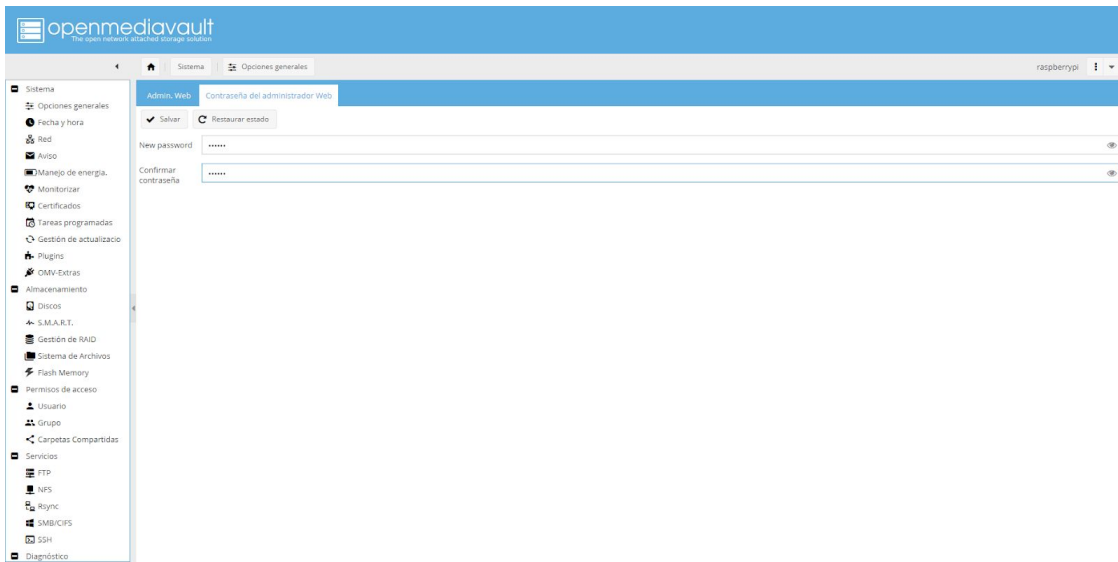 openmediavault
The open network attached storage solution
Sistema
Opciones generales
raspberrypi
Sistema
Opciones generales
Fecha y hora
Red
Aviso
Manejo de energía.
Monitorizar
Certificados
Tareas programadas
Gestión de actualizacio
Plugins
OMV-Extras
Almacenamiento
Discos
S.M.A.R.T.
Gestión de RAID
Sistema de Archivos
Flash Memory
Permisos de acceso
Usuario
Grupo
Carpetas Compartidas
Servicios
FTP
NFS
Rsync
SMB/CIFS
SSH
Diagnóstico
Admin. Web
Contraseña del administrador Web
Salvar
Restaurar estado
New password
••••••
Confirmar
contraseña
••••••